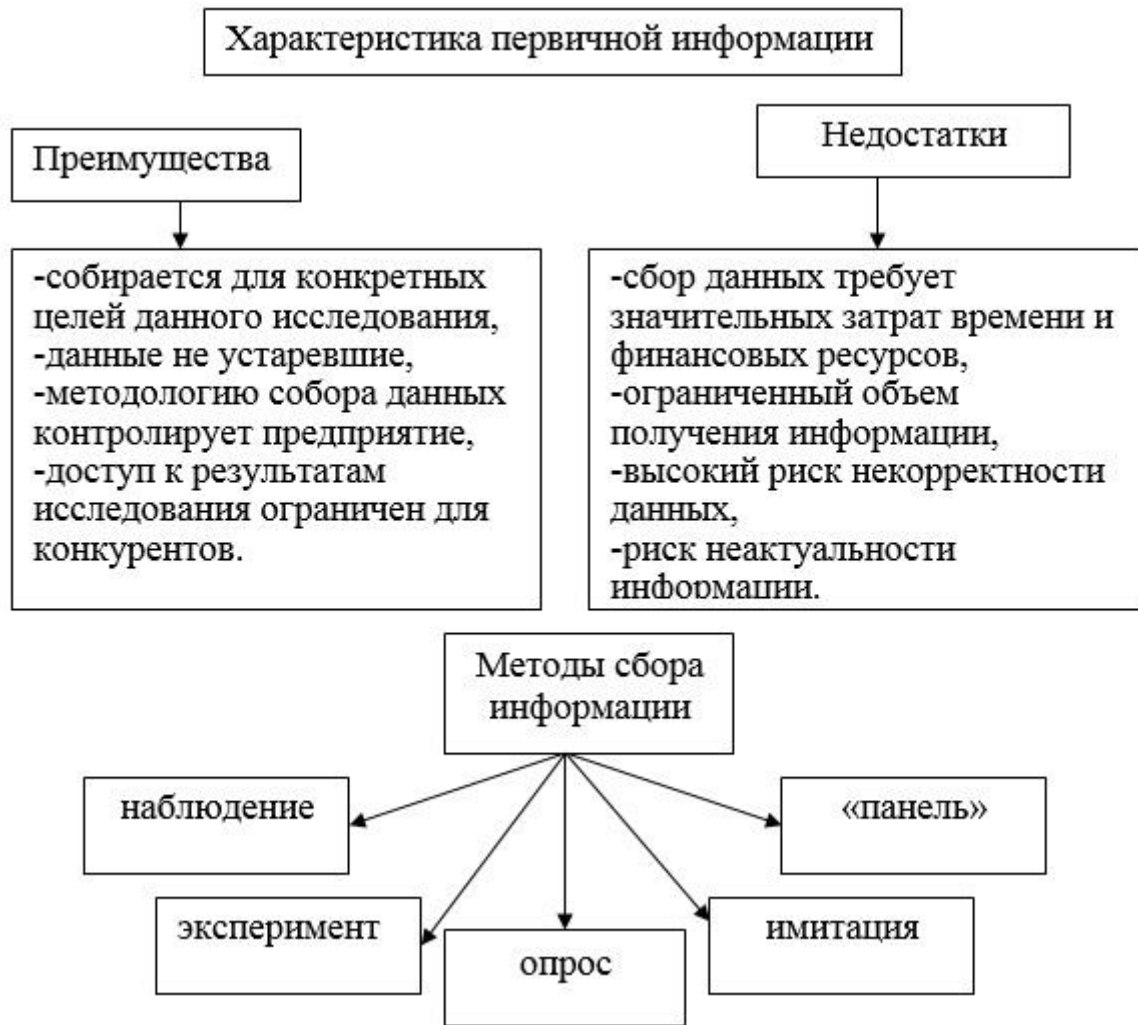 Характеристика первичной информации
Преимущества
Недостатки
-собирается для конкретных
целей данного исследования,
-данные не устаревшие,
-методологию собора данных
контролирует предприятие,
-доступ к результатам
исследования ограничен для
конкурентов.
-сбор данных требует
значительных затрат времени и
финансовых ресурсов,
-ограниченный объем
получения информации,
-высокий риск некорректности
данных,
-риск неактуальности
информации.
Методы сбора
информации
наблюдение
«панель»
эксперимент
опрос
имитация